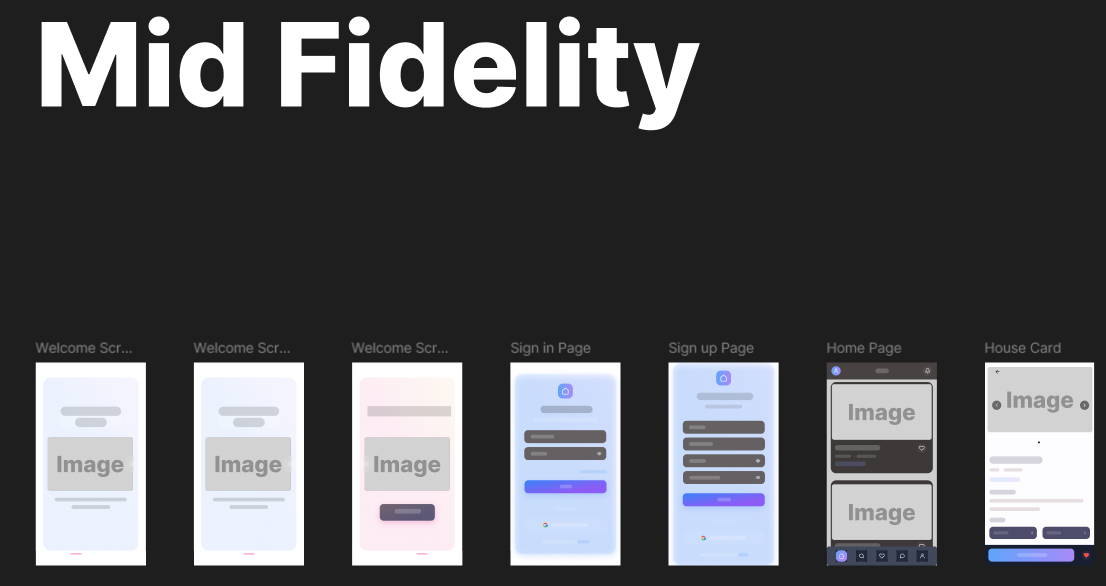 Mid Fidelity
Welcome Scr...
Welcome Scr...
Welcome Scr...
Sign in Page
Sign up Page
Home Page
House Card
Image
Image
Image
Image
Image
Image